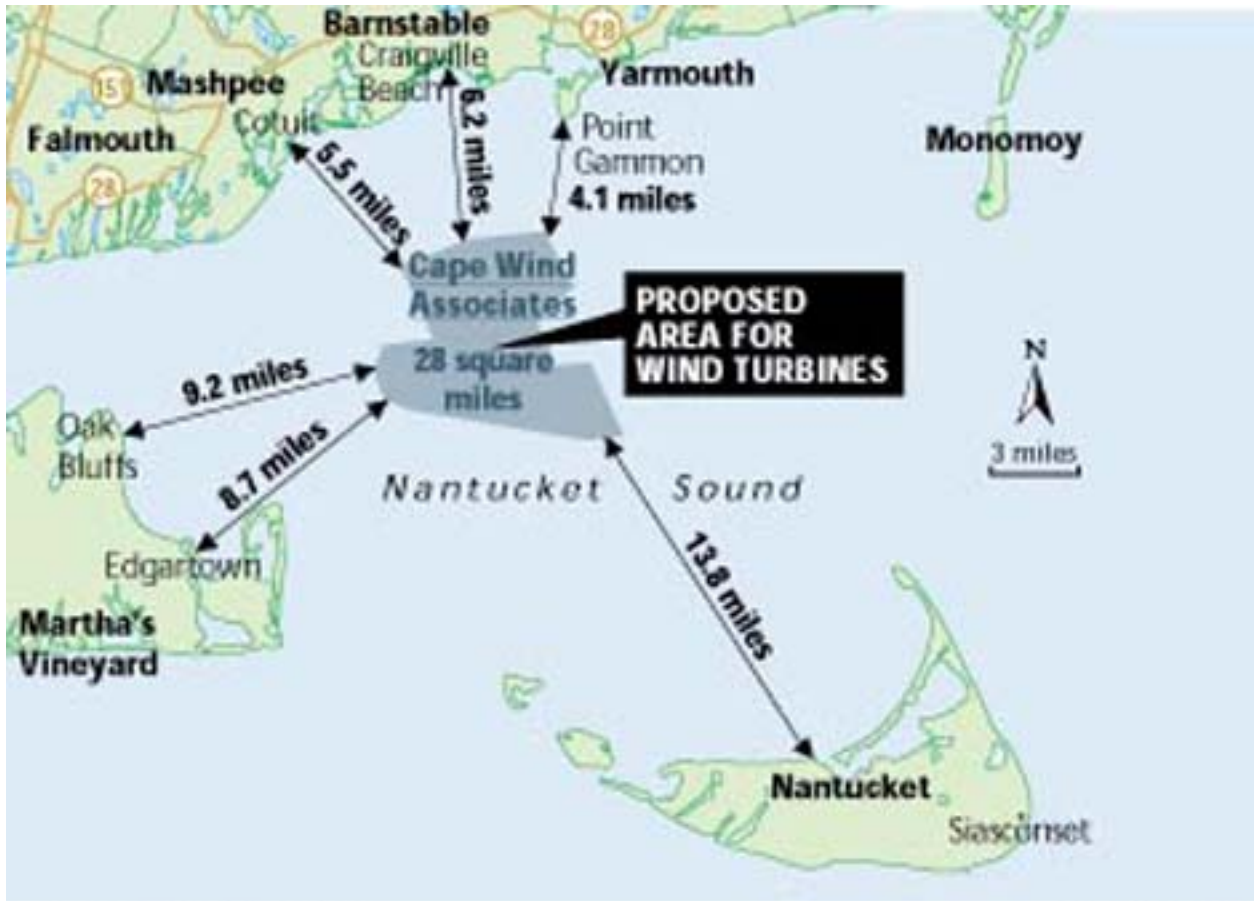 Barnstable
Craigville
Beach
28
Yarmouth
151
Mashpee
Cotuit
Falmouth
28
5.5 miles
6.2 miles
Point
Gammon
4.1 miles
Monomoy
Cape Wind
Associates
28 square
miles
PROPOSED
AREA FOR
WIND TURBINES
N
3 miles
9.2 miles
Oak
Bluffs
8.7 miles
Nantucket Sound
Edgartown
13.8 miles
Martha's
Vineyard
Nantucket
Siasconset